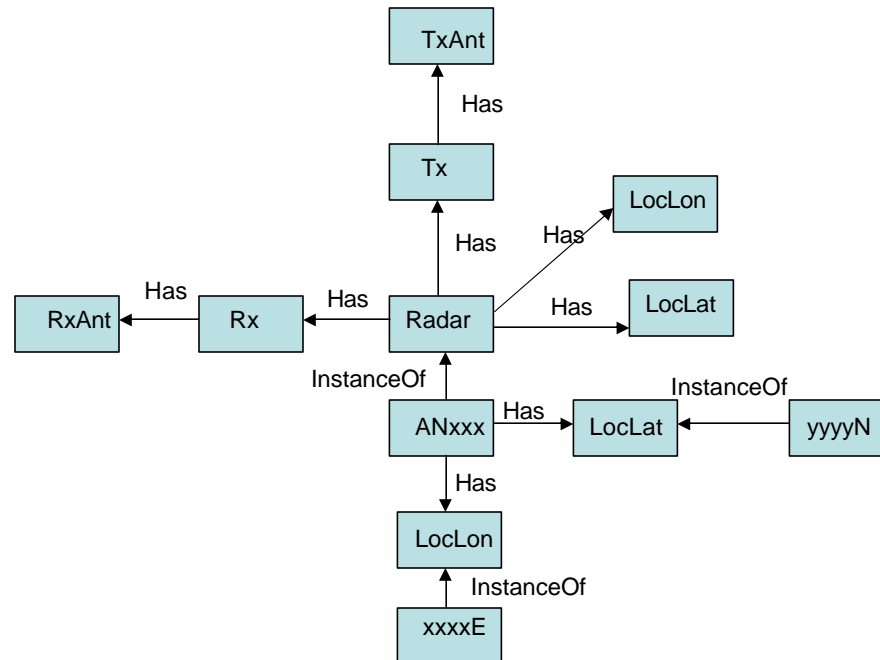 TxAnt
Has
Tx
LocLon
Has
Has
LocLat
Has
Has
Has
RxAnt
Rx
Radar
InstanceOf
InstanceOf
Has
ANxxx
LocLat
yyyyN
Has
LocLon
InstanceOf
xxxxE